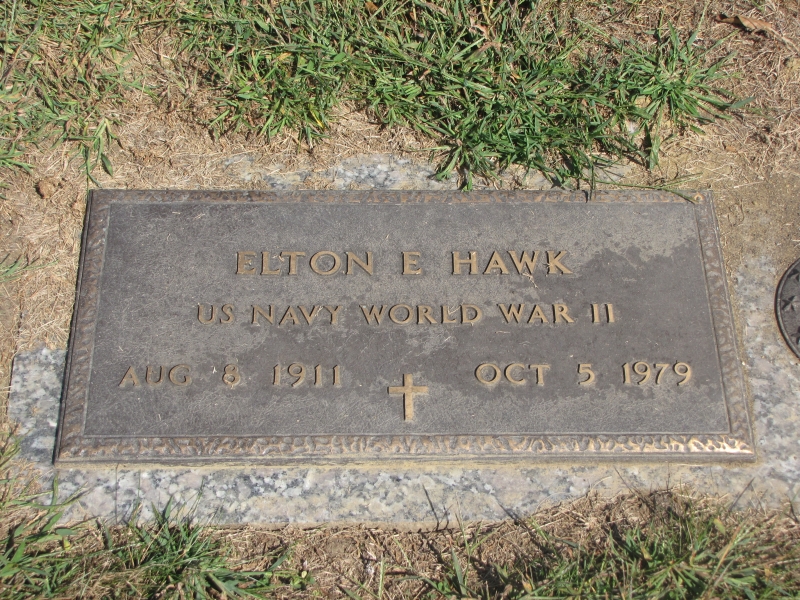 ELTON E HAWK
US NAVY WORLD WAR II
AUG 8 1911 OCT 5 1979